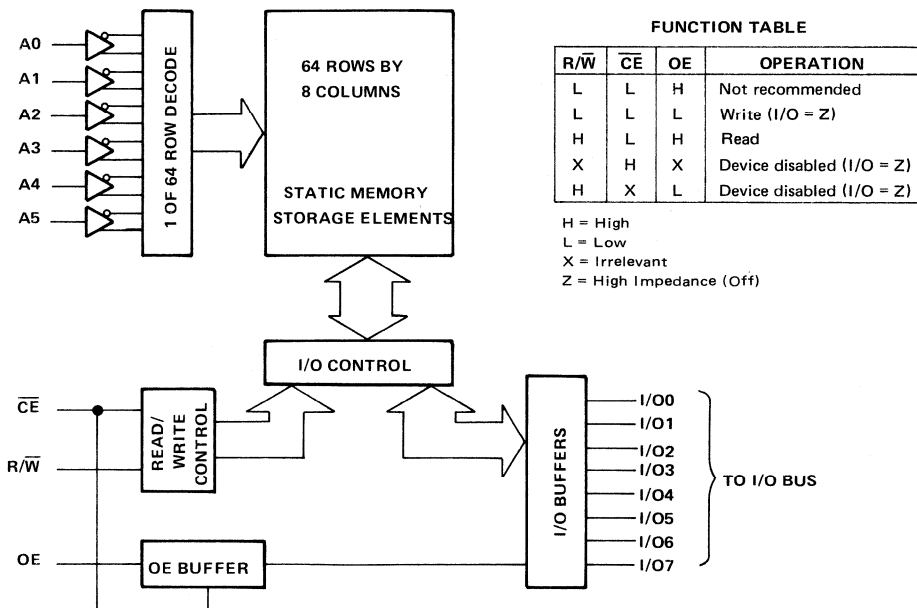 A0
A1
A2
A3
A4
A5
1 OF 64 ROW DECODE
64 ROWS BY
8 COLUMNS
STATIC MEMORY
STORAGE ELEMENTS
I/O CONTROL
C̅E̅
R/W̅
READ/
WRITE
CONTROL
OE
OE BUFFER
I/O BUFFERS
I/O0
I/O1
I/O2
I/O3
I/O4
I/O5
I/O6
I/O7
TO I/O BUS
FUNCTION TABLE
R/W̅ C̅E̅ OE OPERATION
L L H Not recommended
L L L Write (I/O = Z)
H L H Read
X H X Device disabled (I/O = Z)
H X L Device disabled (I/O = Z)
H = High
L = Low
X = Irrelevant
Z = High Impedance (Off)